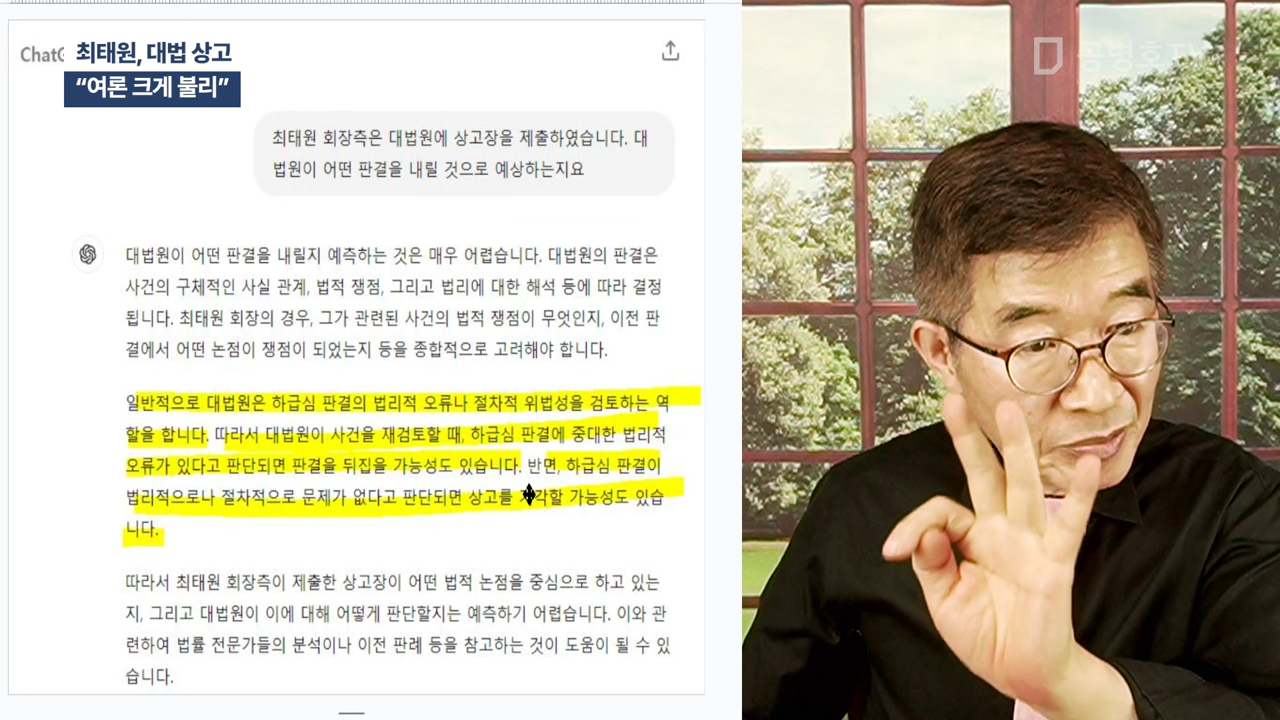 최태원, 대법 상고
“여론 크게 불리”
공병호TV
최태원 회장측은 대법원에 상고장을 제출하였습니다. 대
법원이 어떤 판결을 내릴 것으로 예상하는지요
대법원이 어떤 판결을 내릴지 예측하는 것은 매우 어렵습니다. 대법원의 판결은
사건의 구체적인 사실 관계, 법적 쟁점, 그리고 법리에 대한 해석 등에 따라 결정
됩니다. 최태원 회장의 경우, 그가 관련된 사건의 법적 쟁점이 무엇인지, 이전 판
결에서 어떤 논점이 쟁점이 되었는지 등을 종합적으로 고려해야 합니다.
일반적으로 대법원은 하급심 판결의 법리적 오류나 절차적 위법성을 검토하는 역
할을 합니다. 따라서 대법원이 사건을 재검토할 때, 하급심 판결에 중대한 법리적
오류가 있다고 판단되면 판결을 뒤집을 가능성도 있습니다. 반면, 하급심 판결이
법리적으로나 절차적으로 문제가 없다고 판단되면 상고를 가능성도 있습
니다.
따라서 최태원 회장측이 제출한 상고장이 어떤 법적 논점을 중심으로 하고 있는
지, 그리고 대법원이 이에 대해 어떻게 판단할지는 예측하기 어렵습니다. 이와 관
련하여 법률 전문가들의 분석이나 이전 판례 등을 참고하는 것이 도움이 될 수 있
습니다.